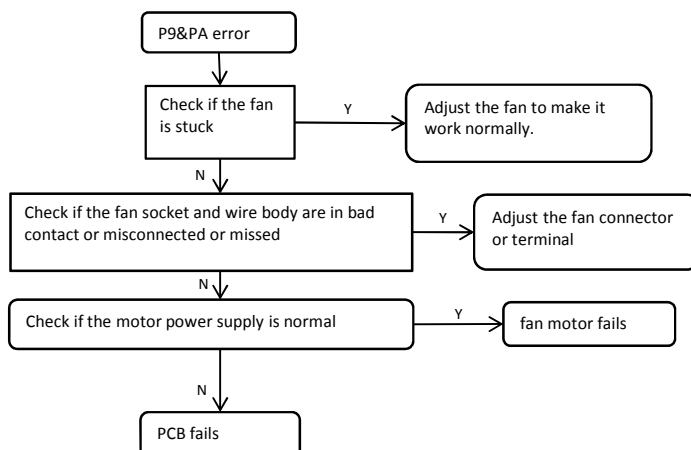 P9&PA error
Check if the fan
is stuck
Y
Adjust the fan to make it
work normally.
N
Check if the fan socket and wire body are in bad
contact or misconnected or missed
Y
Adjust the fan connector
or terminal
N
Check if the motor power supply is normal
Y
fan motor fails
N
PCB fails